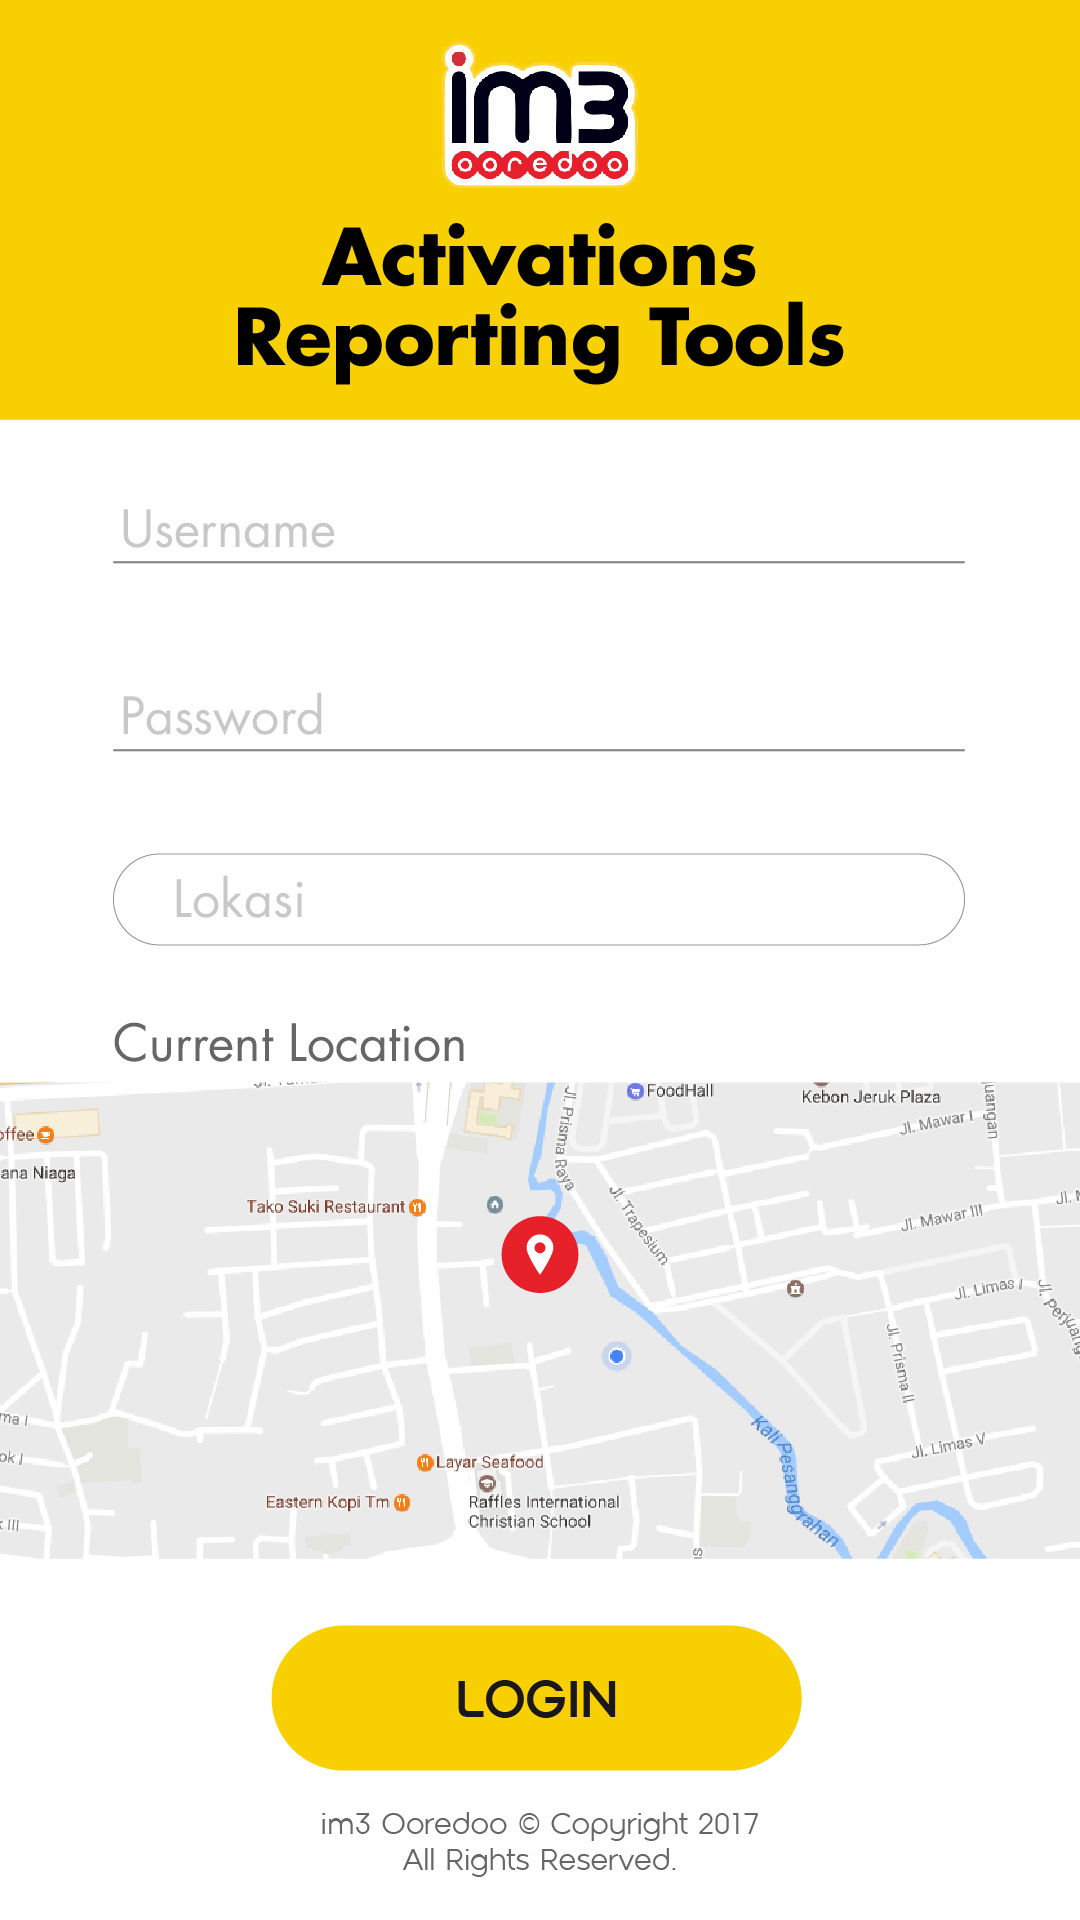 im3
ooredoo
Activations
Reporting Tools
Username
Password
Lokasi
Current Location
FoodHall
Kebon Jeruk Plaza
Jl. Prisma Raya
Jl. Mawar I
offee
ana Niaga
Tako Suki Restaurant
Jl. Trapesium
Jl. Mawar III
Jl. Limas I
Jl. Prisma II
Jl. Limas V
Kali Pesanggrahan
Layar Seafood
Eastern Kopi Tm
Raffles International
Christian School
LOGIN
im3 Ooredoo © Copyright 2017
All Rights Reserved.